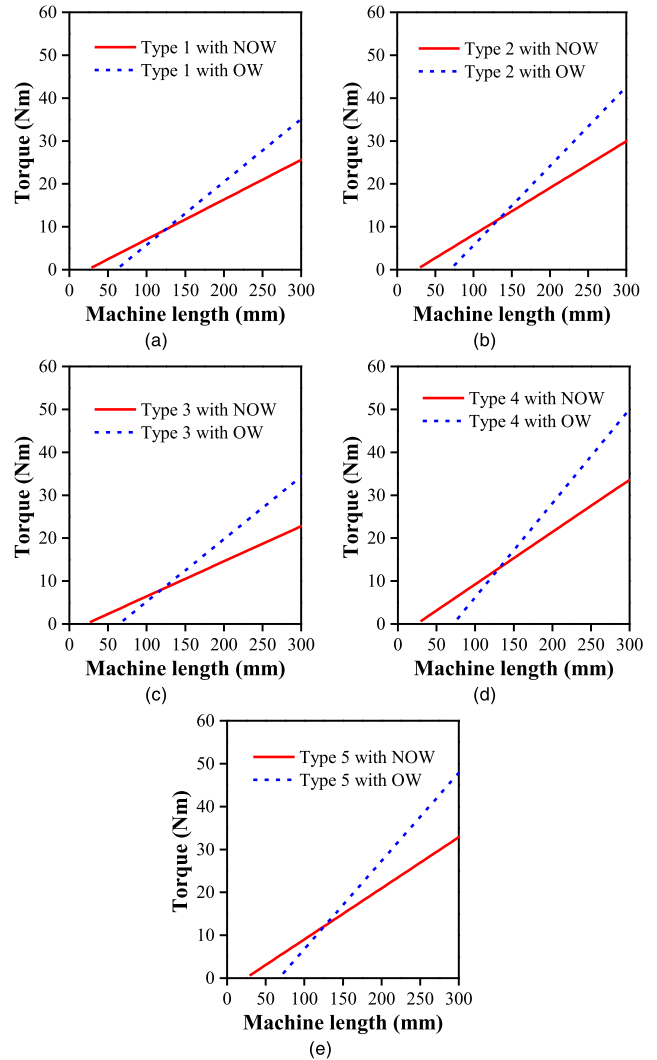 60
50
40
30
20
10
0
Torque (Nm)
Type 1 with NOW
Type 1 with OW
0 50 100 150 200 250 300
Machine length (mm)
(a)
60
50
40
30
20
10
0
Torque (Nm)
Type 2 with NOW
Type 2 with OW
0 50 100 150 200 250 300
Machine length (mm)
(b)
60
50
40
30
20
10
0
Torque (Nm)
Type 3 with NOW
Type 3 with OW
0 50 100 150 200 250 300
Machine length (mm)
(c)
60
50
40
30
20
10
0
Torque (Nm)
Type 4 with NOW
Type 4 with OW
0 50 100 150 200 250 300
Machine length (mm)
(d)
60
50
40
30
20
10
0
Torque (Nm)
Type 5 with NOW
Type 5 with OW
0 50 100 150 200 250 300
Machine length (mm)
(e)